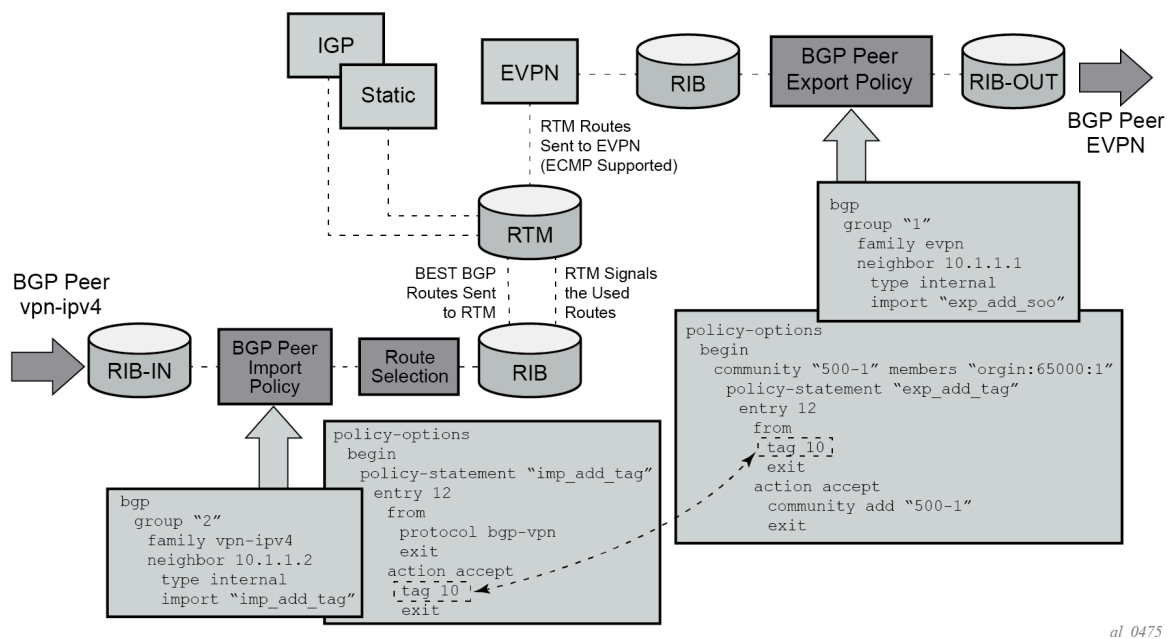 IGP
Static
EVPN
RIB
BGP Peer
Export Policy
RIB-OUT
BGP Peer
EVPN
RTM Routes
Sent to EVPN
(ECMP Supported)
RTM
BEST BGP
Routes Sent
to RTM
RTM Signals
the Used
Routes
BGP Peer
vpn-ipv4
RIB-IN
BGP Peer
Import
Policy
Route
Selection
RIB
bgp
group “1”
family evpn
neighbor 10.1.1.1
type internal
import “exp_add_soo”
policy-options
begin
community “500-1” members “orgin:65000:1”
policy-statement “exp_add_tag”
entry 12
from
tag 10
exit
action accept
community add “500-1”
exit
policy-options
begin
policy-statement “imp_add_tag”
entry 12
from
protocol bgp-vpn
exit
action accept
tag 10
exit
bgp
group “2”
family vpn-ipv4
neighbor 10.1.1.2
type internal
import “imp_add_tag”
al_0475